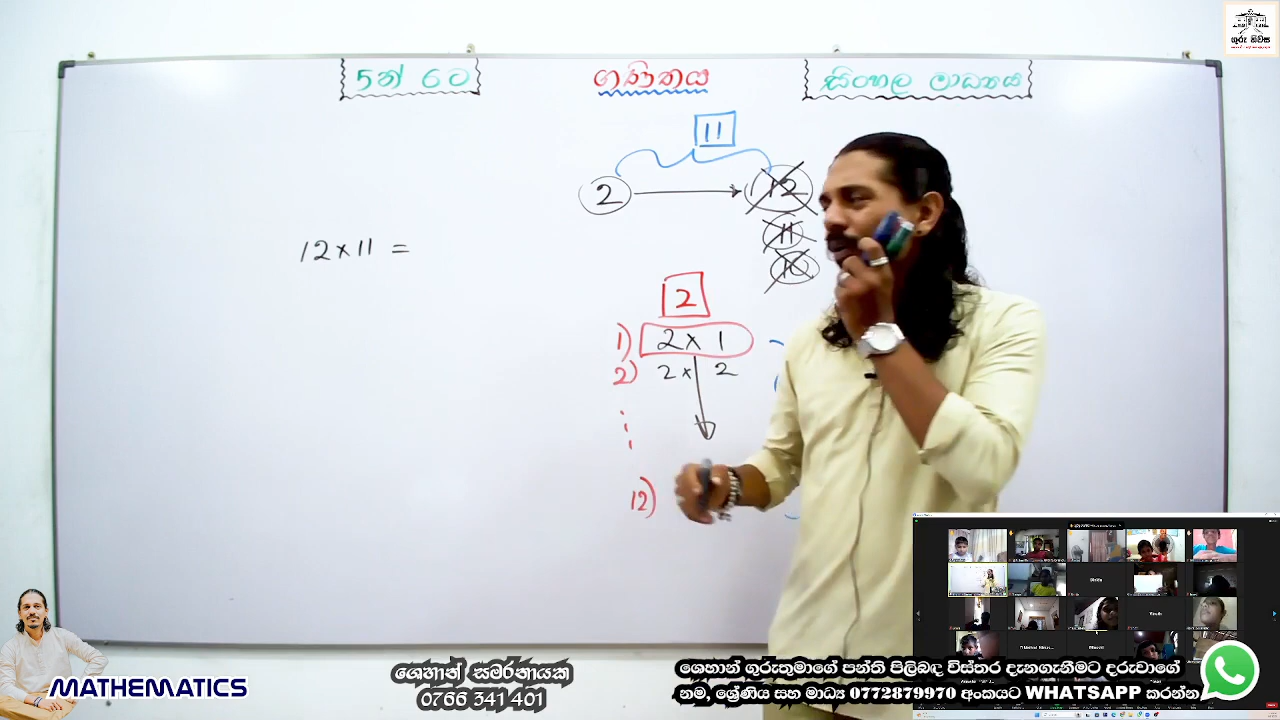 ගුරු නිවස
5න් 6ට
ගණිතය
සිංහල මාධ්‍යය
11
2
12
11
10
12 × 11 =
2
1) 2 × 1
2) 2 × 2
12)
MATHEMATICS
ශෙහාන් සමරනායක
0766 341 401
ශෙහාන් ගුරුතුමාගේ පන්ති පිලිබඳ විස්තර දැනගැනීමට දරුවාගේ
නම, ශ්‍රේණිය සහ මාධ්‍ය 0772879970 අංකයට WHATSAPP කරන්න